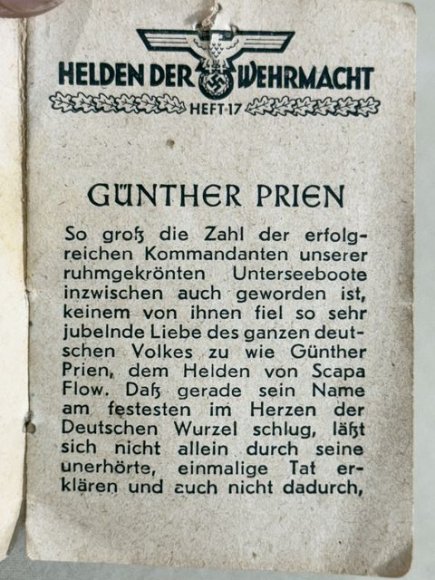 HELDEN DER WEHRMACHT
HEFT·17
GÜNTHER PRIEN
So groß die Zahl der erfolg-
reichen Kommandanten unserer
ruhmgekrönten Unterseeboote
inzwischen auch geworden ist,
keinem von ihnen fiel so sehr
jubelnde Liebe des ganzen deut-
schen Volkes zu wie Günther
Prien, dem Helden von Scapa
Flow. Daß gerade sein Name
am festesten im Herzen der
Deutschen Wurzel schlug, läßt
sich nicht allein durch seine
unerhörte, einmalige Tat er-
klären und auch nicht dadurch,